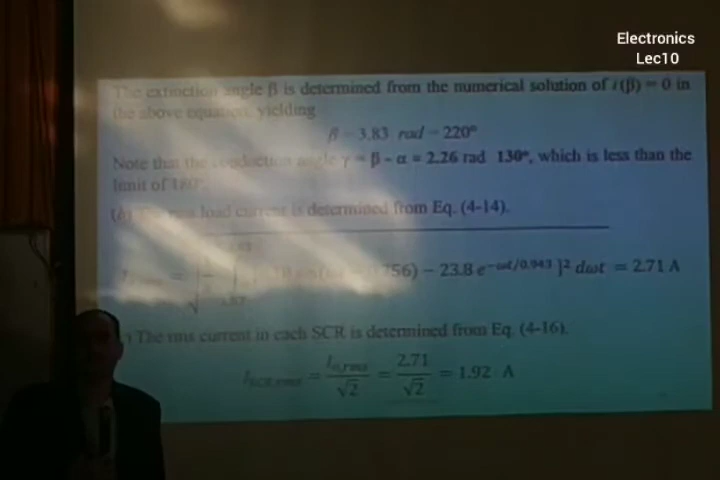 Electronics
Lec10
The extinction angle β is determined from the numerical solution of i(β) = 0 in
the above equation, yielding
β = 3.83 rad = 220°
Note that the conduction angle γ = β - α = 2.26 rad 130°, which is less than the
limit of 180°.
(b) The rms load current is determined from Eq. (4-14).
756) − 23.8 e^-ωt/0.943 ]² dωt = 2.71 A
The rms current in each SCR is determined from Eq. (4-16).
I_SCR,rms = I_o,rms/√2 = 2.71/√2 = 1.92 A